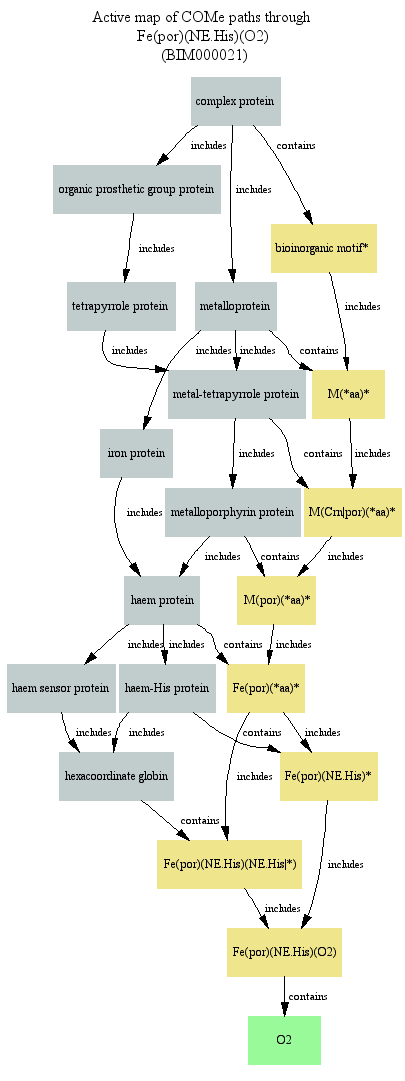 Active map of COMe paths through
Fe(por)(NE.His)(O2)
(BIM000021)
complex protein
includes
contains
organic prosthetic group protein
includes
includes
bioinorganic motif*
includes
tetrapyrrole protein
metalloprotein
includes
includes
includes
contains
metal-tetrapyrrole protein
M(*aa)*
iron protein
includes
contains
includes
includes
metalloporphyrin protein
M(Crn|por)(*aa)*
includes
contains
includes
haem protein
M(por)(*aa)*
includes
includes
contains
includes
haem sensor protein
haem-His protein
Fe(por)(*aa)*
includes
includes
contains
includes
hexacoordinate globin
includes
Fe(por)(NE.His)*
contains
Fe(por)(NE.His)(NE.His|*)
includes
includes
Fe(por)(NE.His)(O2)
contains
O2